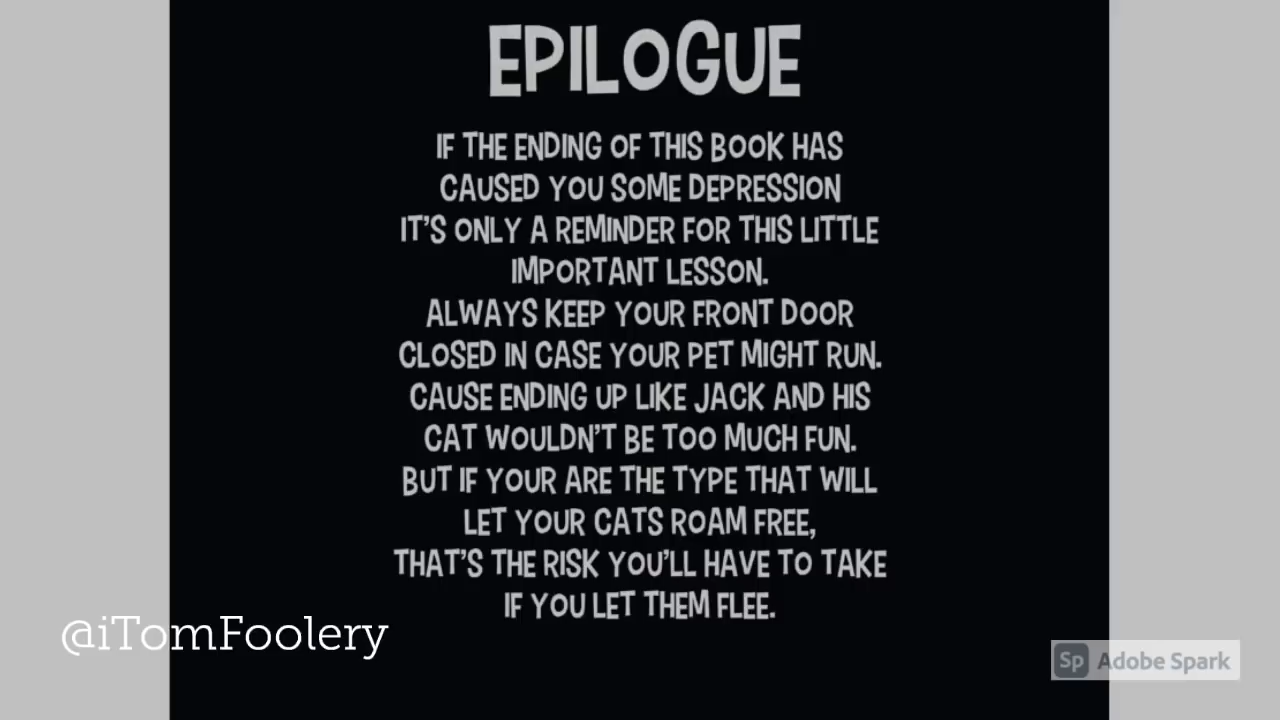 EPILOGUE
IF THE ENDING OF THIS BOOK HAS
CAUSED YOU SOME DEPRESSION
IT'S ONLY A REMINDER FOR THIS LITTLE
IMPORTANT LESSON.
ALWAYS KEEP YOUR FRONT DOOR
CLOSED IN CASE YOUR PET MIGHT RUN.
CAUSE ENDING UP LIKE JACK AND HIS
CAT WOULDN'T BE TOO MUCH FUN.
BUT IF YOUR ARE THE TYPE THAT WILL
LET YOUR CATS ROAM FREE,
THAT'S THE RISK YOU'LL HAVE TO TAKE
IF YOU LET THEM FLEE.
@iTomFoolery
Sp Adobe Spark